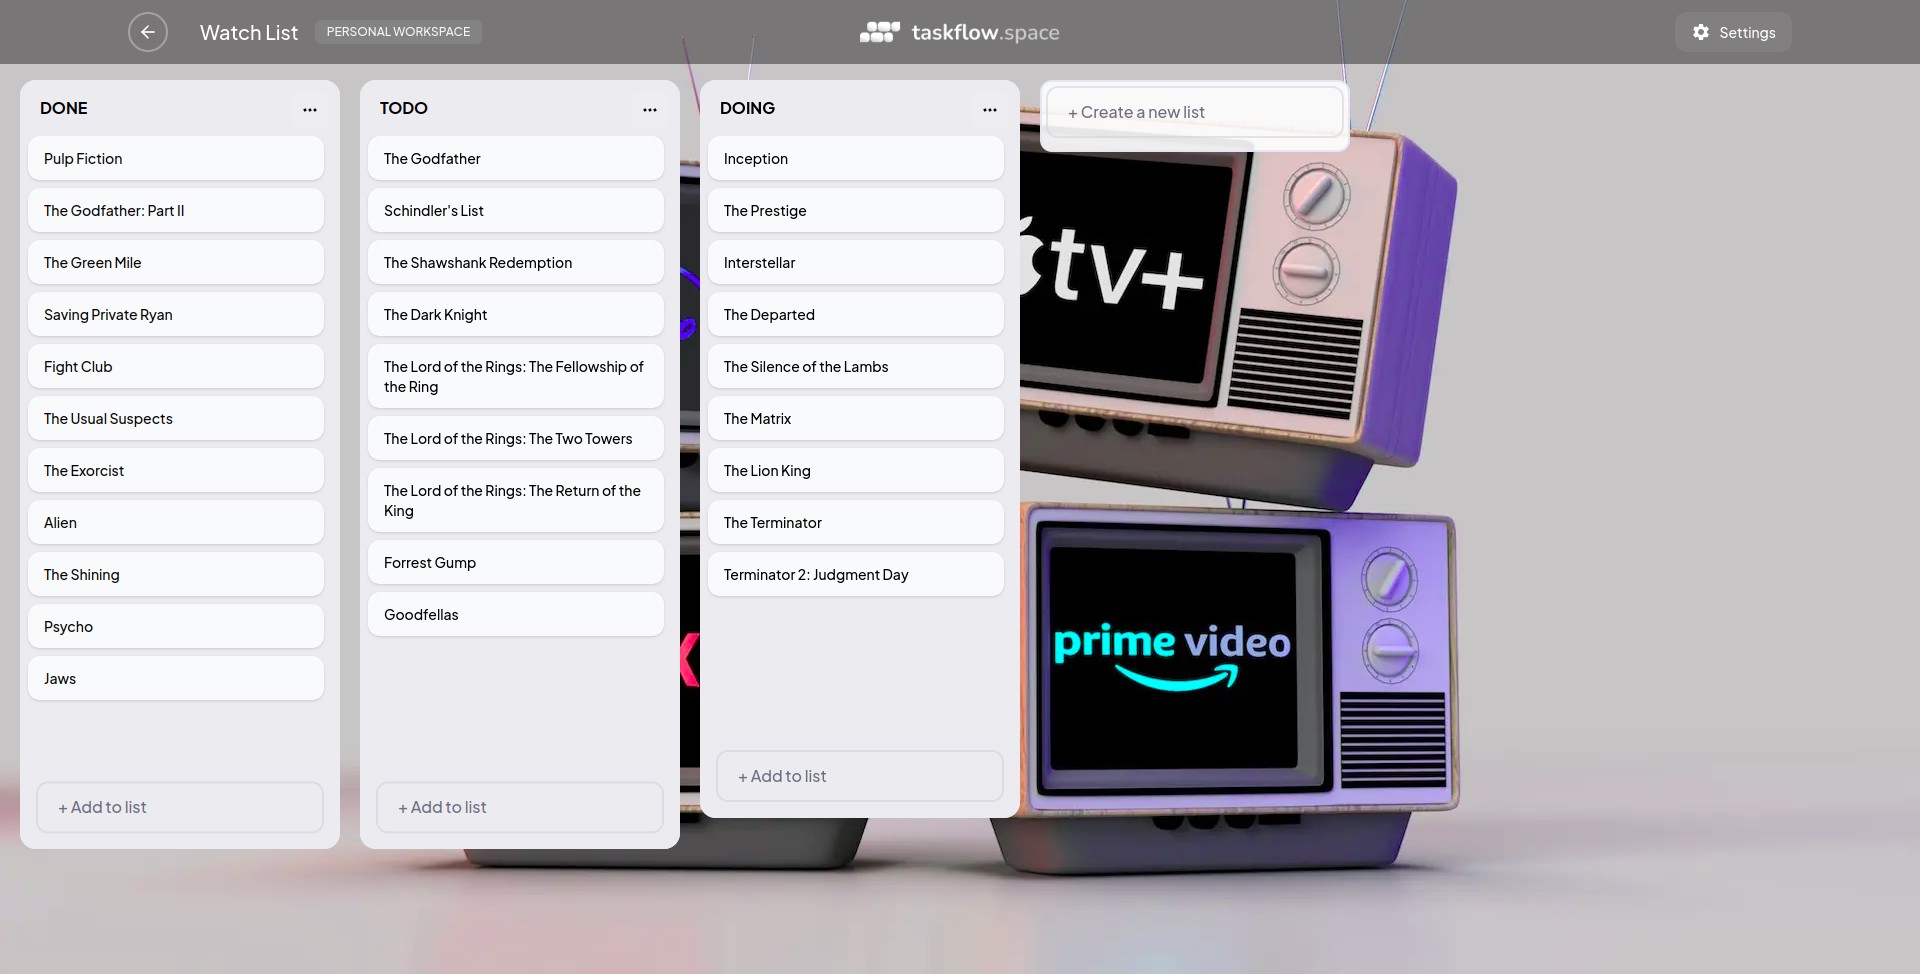 Watch List
PERSONAL WORKSPACE
taskflow.space
Settings
DONE
Pulp Fiction
The Godfather: Part II
The Green Mile
Saving Private Ryan
Fight Club
The Usual Suspects
The Exorcist
Alien
The Shining
Psycho
Jaws
+ Add to list
TODO
The Godfather
Schindler's List
The Shawshank Redemption
The Dark Knight
The Lord of the Rings: The Fellowship of
the Ring
The Lord of the Rings: The Two Towers
The Lord of the Rings: The Return of the
King
Forrest Gump
Goodfellas
+ Add to list
DOING
Inception
The Prestige
Interstellar
The Departed
The Silence of the Lambs
The Matrix
The Lion King
The Terminator
Terminator 2: Judgment Day
+ Add to list
+ Create a new list
tv+
prime video